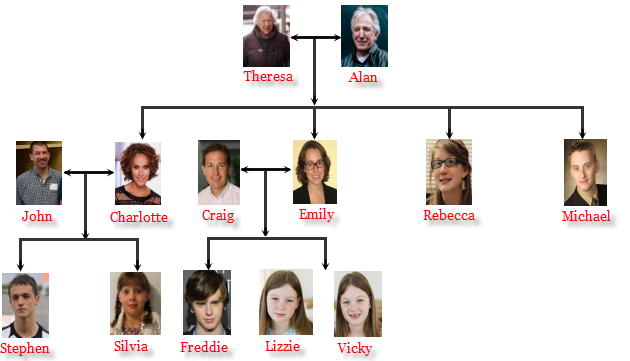 Theresa
Alan
John
Charlotte
Craig
Emily
Rebecca
Michael
Stephen
Silvia
Freddie
Lizzie
Vicky